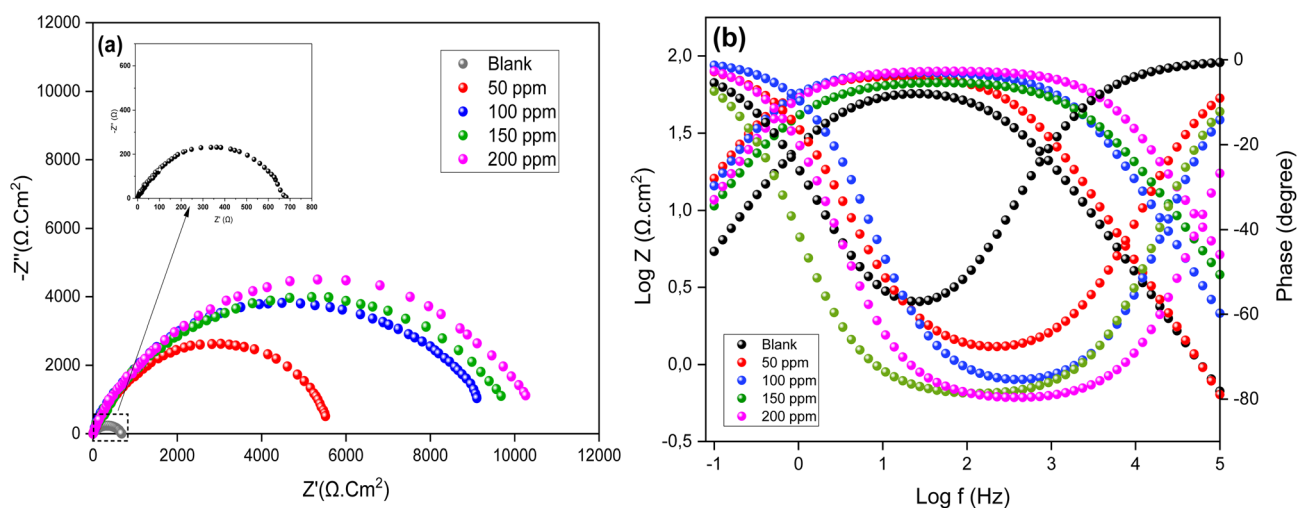 (a)
12000
10000
8000
6000
4000
2000
0
-Z''(Ω.Cm²)
0 2000 4000 6000 8000 10000 12000
Z'(Ω.Cm²)
600
400
200
0
-Z'' (Ω)
0 100 200 300 400 500 600 700 800
Z' (Ω)
Blank
50 ppm
100 ppm
150 ppm
200 ppm
(b)
2,0
1,5
1,0
0,5
0,0
-0,5
Log Z (Ω.cm²)
-1 0 1 2 3 4 5
Log f (Hz)
0
-20
-40
-60
-80
Phase (degree)
Blank
50 ppm
100 ppm
150 ppm
200 ppm